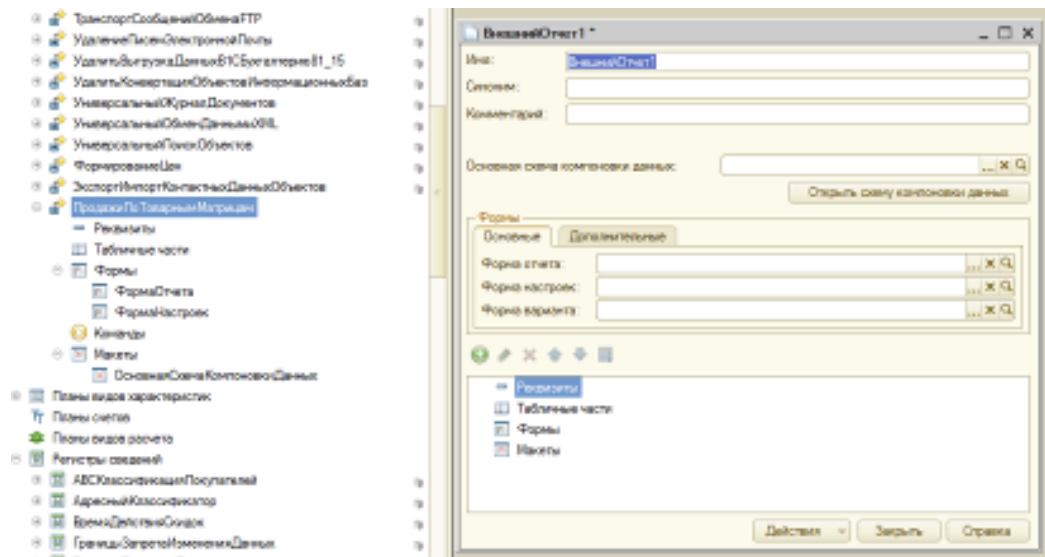 ТранспортСообщенийОбменаFTP
УдалениеПисемЭлектроннойПочты
УдалитьВыгрузкаДанныхВ1СБухгалтерию81_15
УдалитьКонвертацияОбъектовИнформационныхБаз
УниверсальныйЖурналДокументов
УниверсальныйОбменДаннымиXML
УниверсальныйПоискОбъектов
ФормированиеЦен
ЭкспортИмпортКонтактныхДанныхОбъектов
ПродажиПоТоварнымМатрицам
Реквизиты
Табличные части
Формы
ФормаОтчета
ФормаНастроек
Команды
Макеты
ОсновнаяСхемаКомпоновкиДанных
Планы видов характеристик
Планы счетов
Планы видов расчета
Регистры сведений
АВСКлассификацияПокупателей
АдресныйКлассификатор
ВремяДействияСкидок
ГраницыЗапретаИзмененияДанных
ВнешнийОтчет1 *
Имя: ВнешнийОтчет1
Синоним:
Комментарий:
Основная схема компоновки данных:
Открыть схему компоновки данных
Формы
Основные Дополнительные
Форма отчета:
Форма настроек:
Форма варианта:
Реквизиты
Табличные части
Формы
Макеты
Действия Закрыть Справка